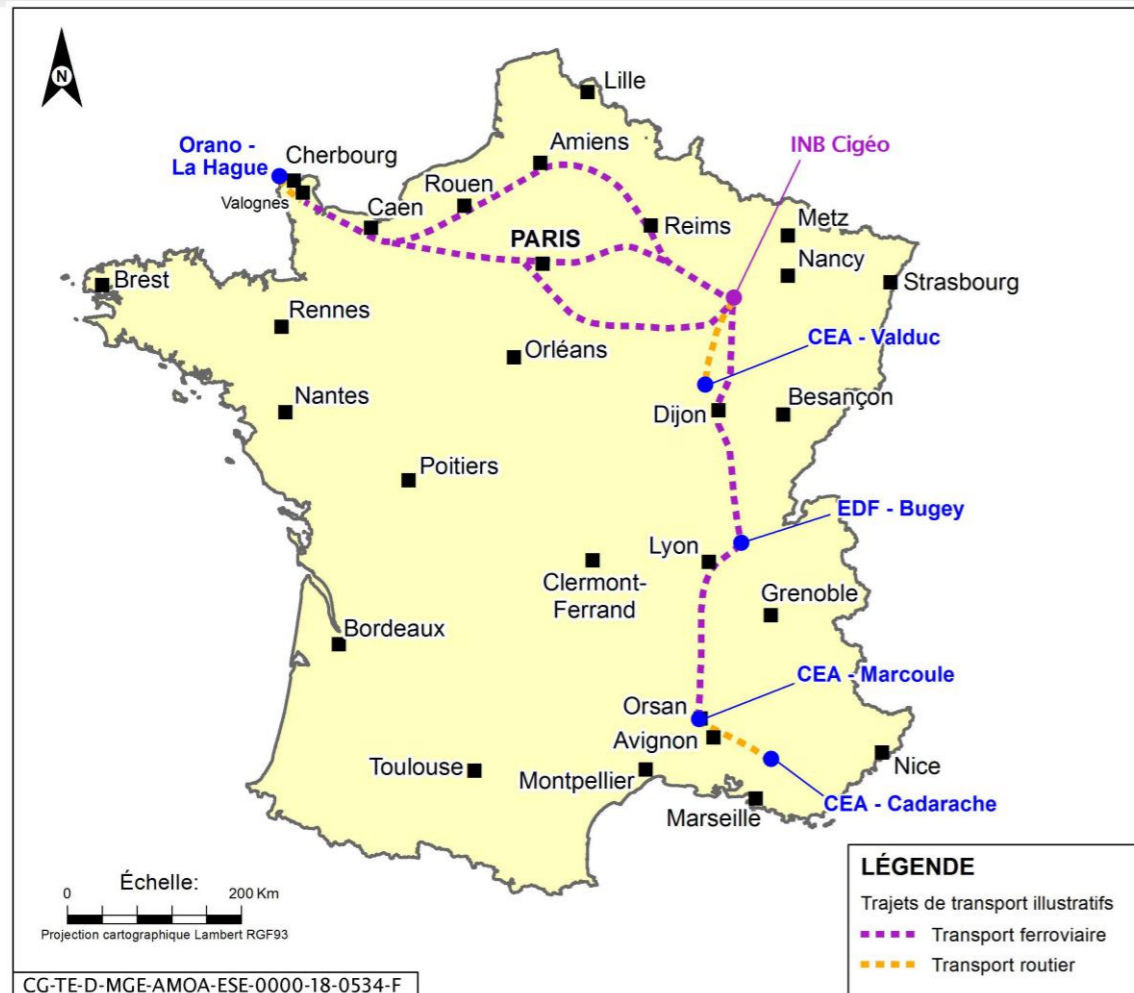 N
Lille
Orano -
La Hague
Cherbourg
Amiens
INB Cigéo
Valognes
Rouen
Caen
Reims
Metz
PARIS
Nancy
Brest
Strasbourg
Rennes
Orléans
CEA - Valduc
Nantes
Dijon
Besançon
Poitiers
EDF - Bugey
Lyon
Clermont-
Ferrand
Grenoble
Bordeaux
CEA - Marcoule
Orsan
Avignon
Toulouse
Montpellier
Nice
CEA - Cadarache
Marseille
Échelle:
0 200 Km
Projection cartographique Lambert RGF93
LÉGENDE
Trajets de transport illustratifs
Transport ferroviaire
Transport routier
CG-TE-D-MGE-AMOA-ESE-0000-18-0534-F